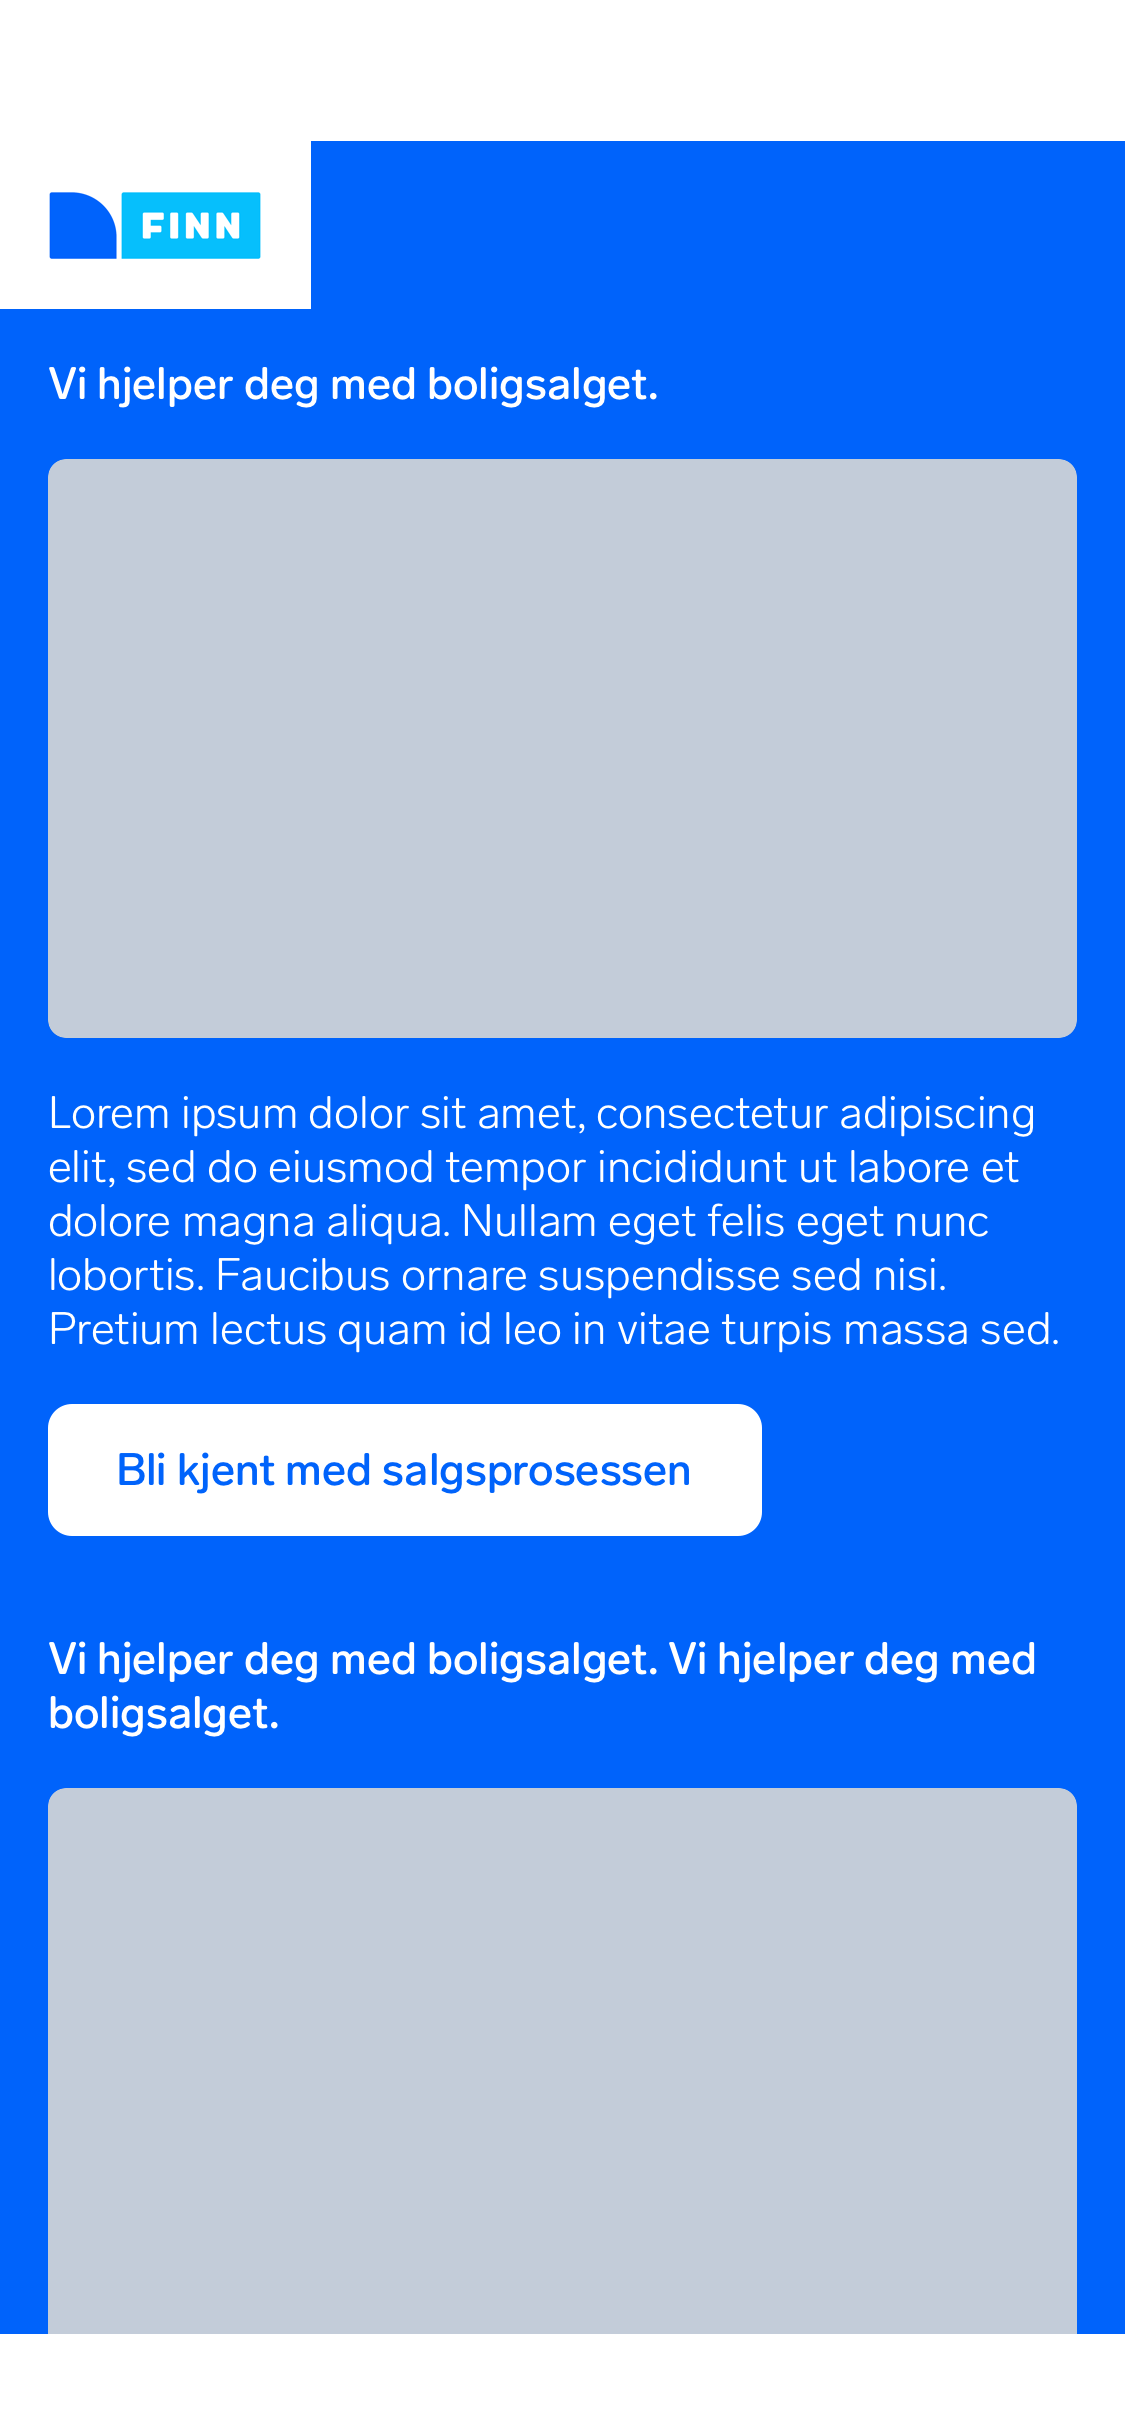 FINN
Vi hjelper deg med boligsalget.
Lorem ipsum dolor sit amet, consectetur adipiscing
elit, sed do eiusmod tempor incididunt ut labore et
dolore magna aliqua. Nullam eget felis eget nunc
lobortis. Faucibus ornare suspendisse sed nisi.
Pretium lectus quam id leo in vitae turpis massa sed.
Bli kjent med salgsprosessen
Vi hjelper deg med boligsalget. Vi hjelper deg med
boligsalget.